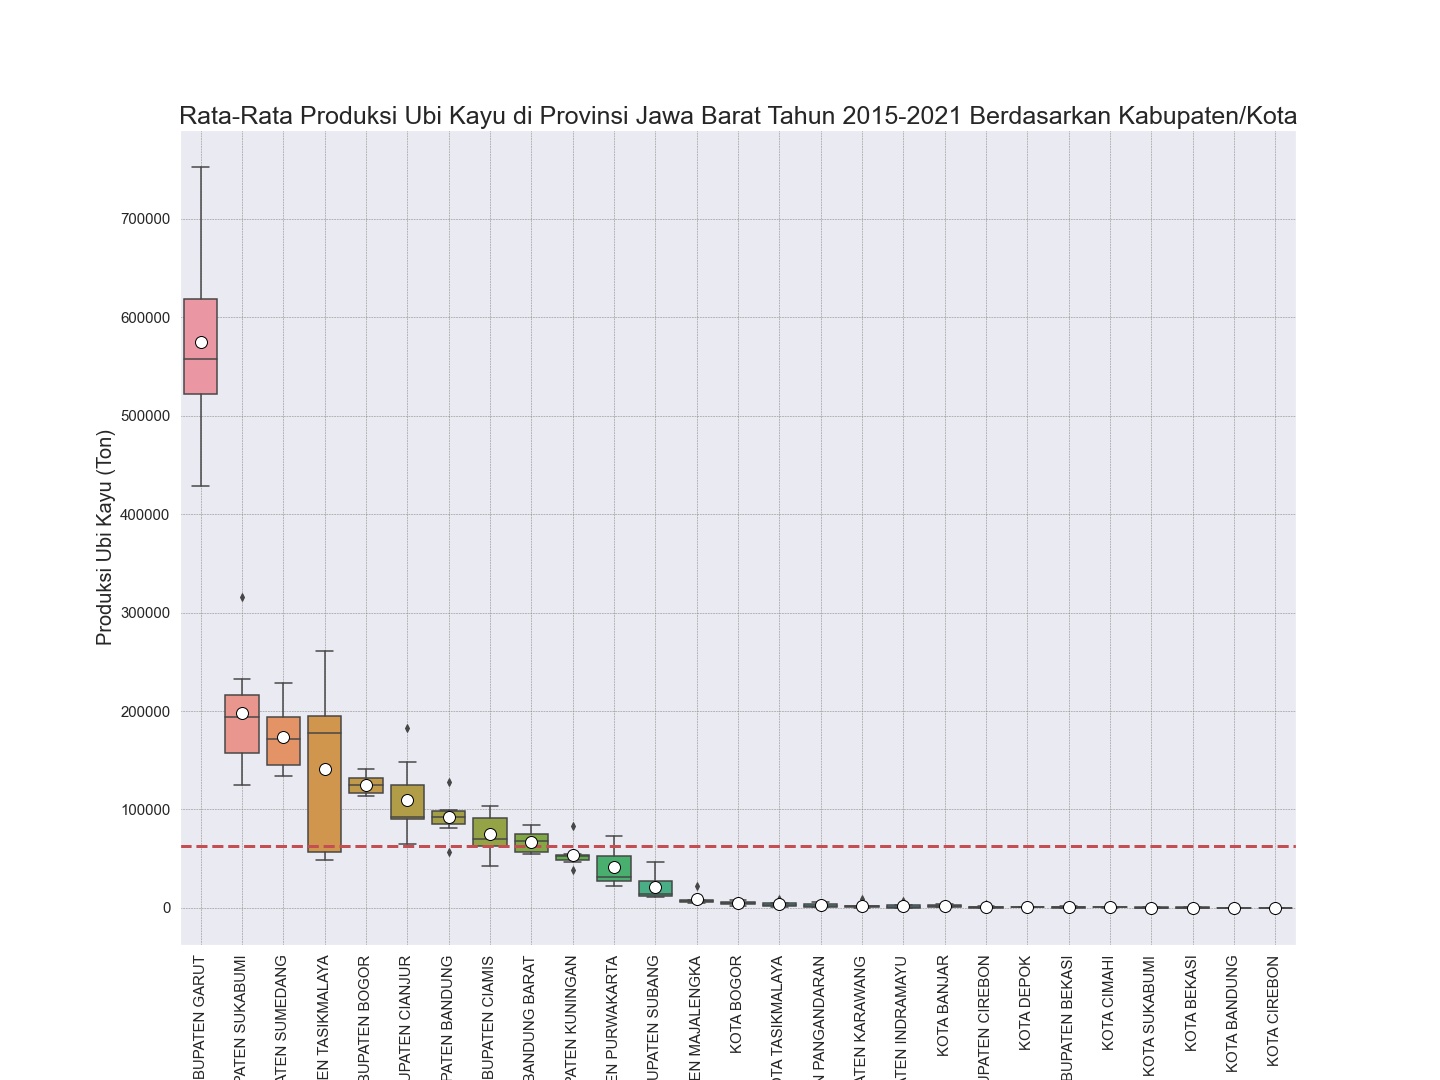 Rata-Rata Produksi Ubi Kayu di Provinsi Jawa Barat Tahun 2015-2021 Berdasarkan Kabupaten/Kota
Produksi Ubi Kayu (Ton)
700000
600000
500000
400000
300000
200000
100000
0
BUPATEN GARUT
PATEN SUKABUMI
ATEN SUMEDANG
EN TASIKMALAYA
BUPATEN BOGOR
UPATEN CIANJUR
PATEN BANDUNG
BUPATEN CIAMIS
BANDUNG BARAT
PATEN KUNINGAN
EN PURWAKARTA
UPATEN SUBANG
EN MAJALENGKA
KOTA BOGOR
OTA TASIKMALAYA
N PANGANDARAN
ATEN KARAWANG
ATEN INDRAMAYU
KOTA BANJAR
UPATEN CIREBON
KOTA DEPOK
BUPATEN BEKASI
KOTA CIMAHI
KOTA SUKABUMI
KOTA BEKASI
KOTA BANDUNG
KOTA CIREBON